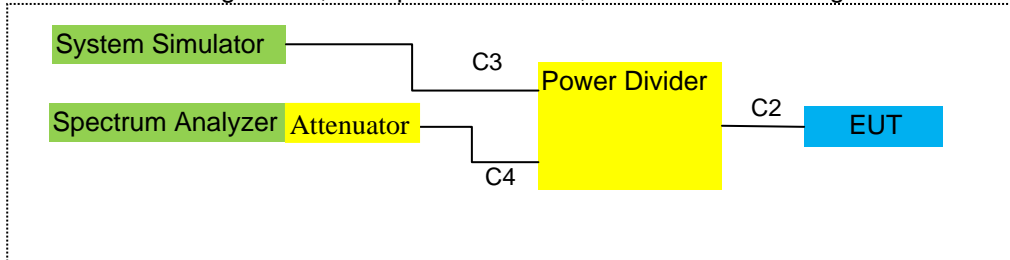 System Simulator
C3
Power Divider
C2
Spectrum Analyzer
Attenuator
EUT
C4